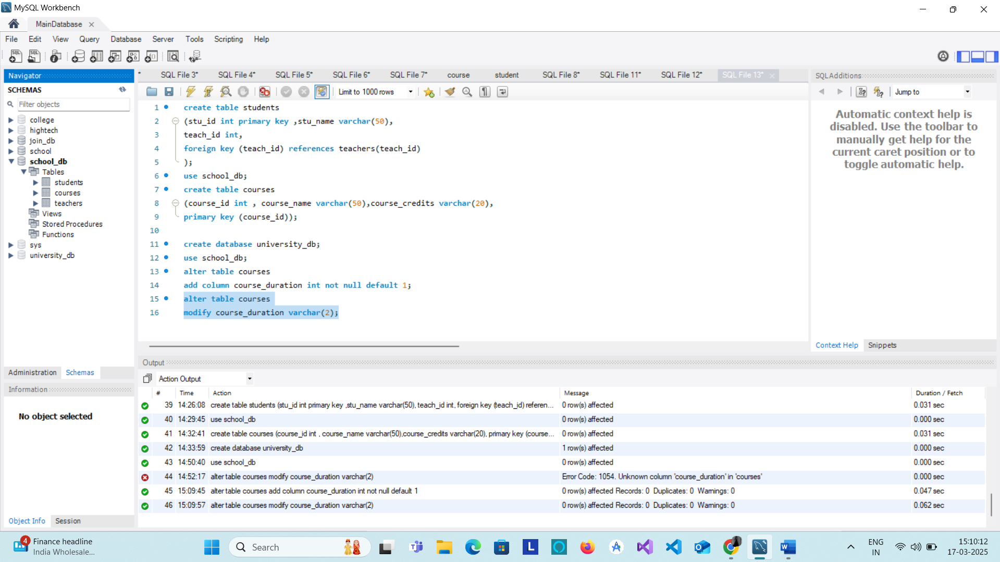 MySQL Workbench
MainDatabase
File Edit View Query Database Server Tools Scripting Help
Navigator
SCHEMAS
Filter objects
college
hightech
join_db
school
school_db
Tables
students
courses
teachers
Views
Stored Procedures
Functions
sys
university_db
Administration Schemas
Information
No object selected
Object Info Session
* SQL File 3* SQL File 4* SQL File 5* SQL File 6* SQL File 7* course student SQL File 8* SQL File 11* SQL File 12* SQL File 13*
Limit to 1000 rows
1 create table students
2 (stu_id int primary key ,stu_name varchar(50),
3 teach_id int,
4 foreign key (teach_id) references teachers(teach_id)
5 );
6 use school_db;
7 create table courses
8 (course_id int , course_name varchar(50),course_credits varchar(20),
9 primary key (course_id));
10
11 create database university_db;
12 use school_db;
13 alter table courses
14 add column course_duration int not null default 1;
15 alter table courses
16 modify course_duration varchar(2);
SQLAdditions
Jump to
Automatic context help is
disabled. Use the toolbar to
manually get help for the
current caret position or to
toggle automatic help.
Context Help Snippets
Output
Action Output
# Time Action Message Duration / Fetch
39 14:26:08 create table students (stu_id int primary key ,stu_name varchar(50), teach_id int, foreign key (teach_id) referen... 0 row(s) affected 0.031 sec
40 14:29:45 use school_db 0 row(s) affected 0.000 sec
41 14:32:41 create table courses (course_id int , course_name varchar(50),course_credits varchar(20), primary key (course... 0 row(s) affected 0.031 sec
42 14:33:59 create database university_db 1 row(s) affected 0.000 sec
43 14:50:40 use school_db 0 row(s) affected 0.000 sec
44 14:52:17 alter table courses modify course_duration varchar(2) Error Code: 1054. Unknown column 'course_duration' in 'courses' 0.000 sec
45 15:09:45 alter table courses add column course_duration int not null default 1 0 row(s) affected Records: 0 Duplicates: 0 Warnings: 0 0.047 sec
46 15:09:57 alter table courses modify course_duration varchar(2) 0 row(s) affected Records: 0 Duplicates: 0 Warnings: 0 0.062 sec
4
Finance headline
India Wholesale...
Search
ENG
IN
15:10:12
17-03-2025